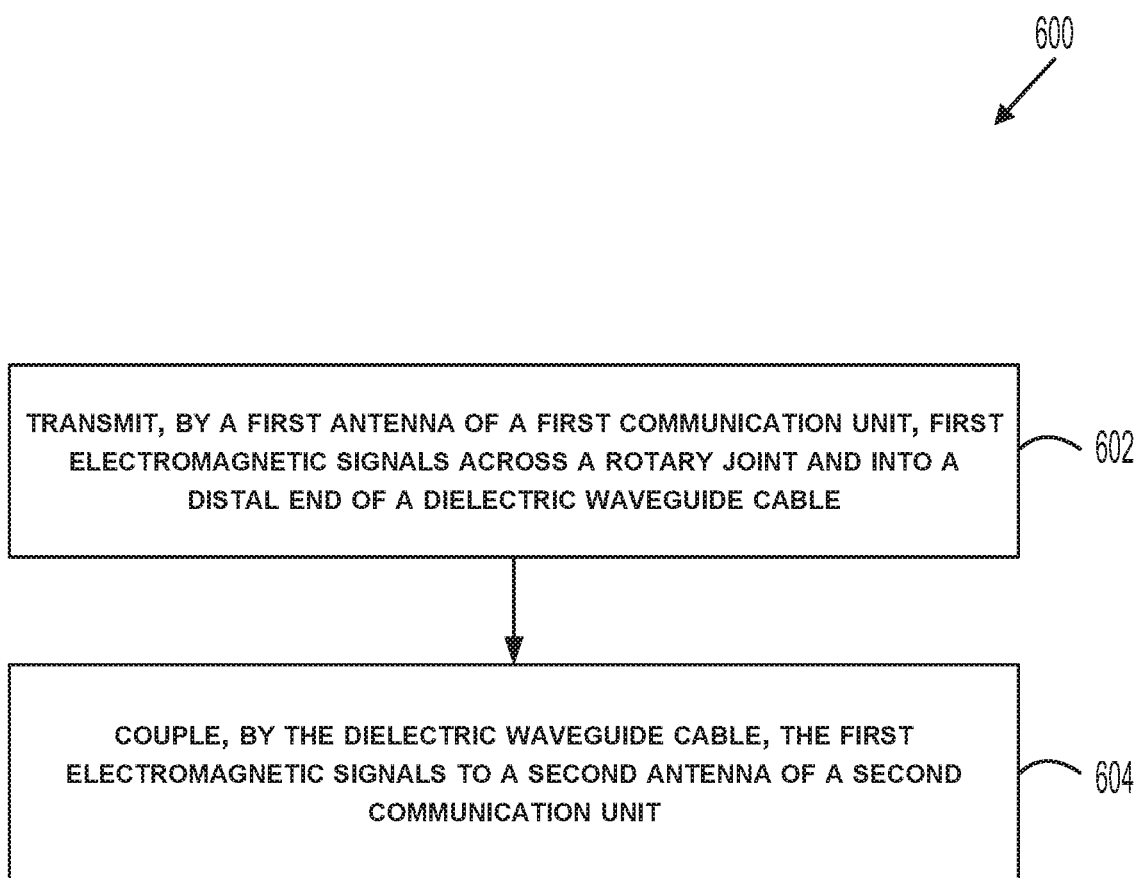 600
TRANSMIT, BY A FIRST ANTENNA OF A FIRST COMMUNICATION UNIT, FIRST
ELECTROMAGNETIC SIGNALS ACROSS A ROTARY JOINT AND INTO A
DISTAL END OF A DIELECTRIC WAVEGUIDE CABLE
602
COUPLE, BY THE DIELECTRIC WAVEGUIDE CABLE, THE FIRST
ELECTROMAGNETIC SIGNALS TO A SECOND ANTENNA OF A SECOND
COMMUNICATION UNIT
604